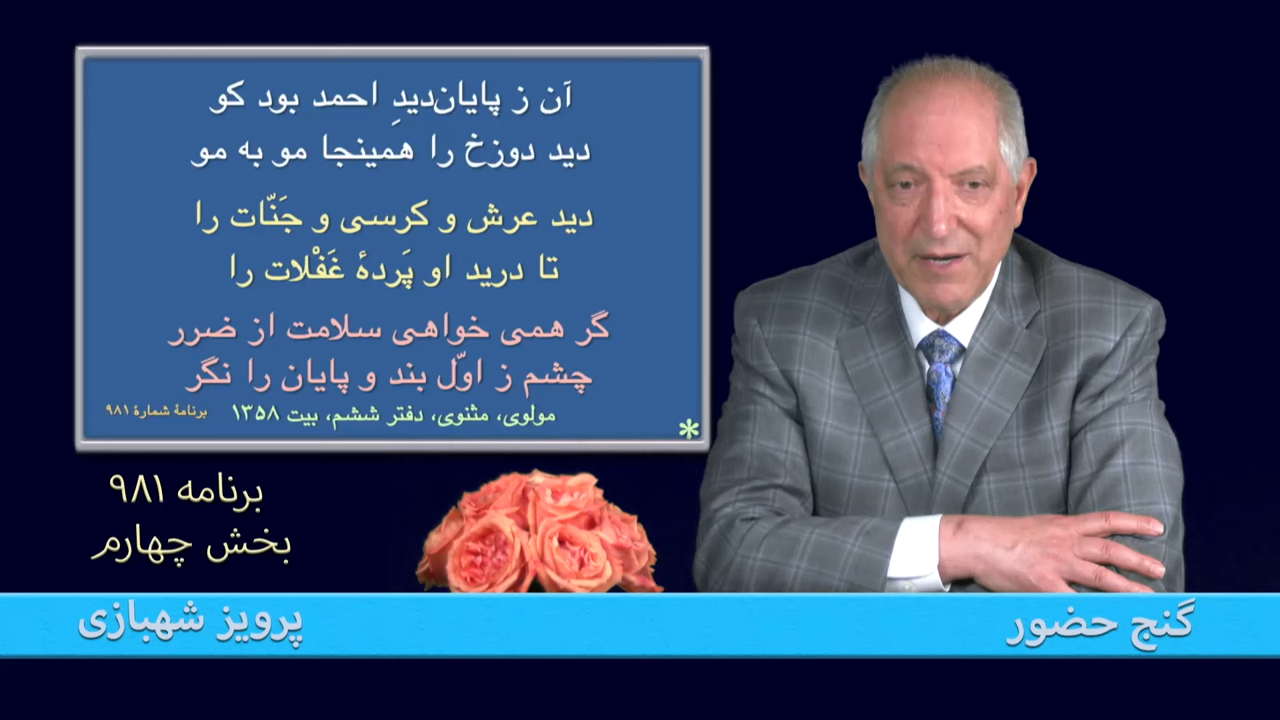 آن ز پایان‌دیدِ احمد بود کو
دید دوزخ را همینجا مو به مو
دید عرش و کرسی و جَنّات را
تا درید او پَردهٔ غَفْلات را
گر همی خواهی سلامت از ضرر
چشم ز اوّل بند و پایان را نگر
مولوی، مثنوی، دفتر ششم، بیت ۱۳۵۸
برنامهٔ شمارهٔ ۹۸۱
*
برنامه ۹۸۱
بخش چهارم
گنج حضور
پرویز شهبازی